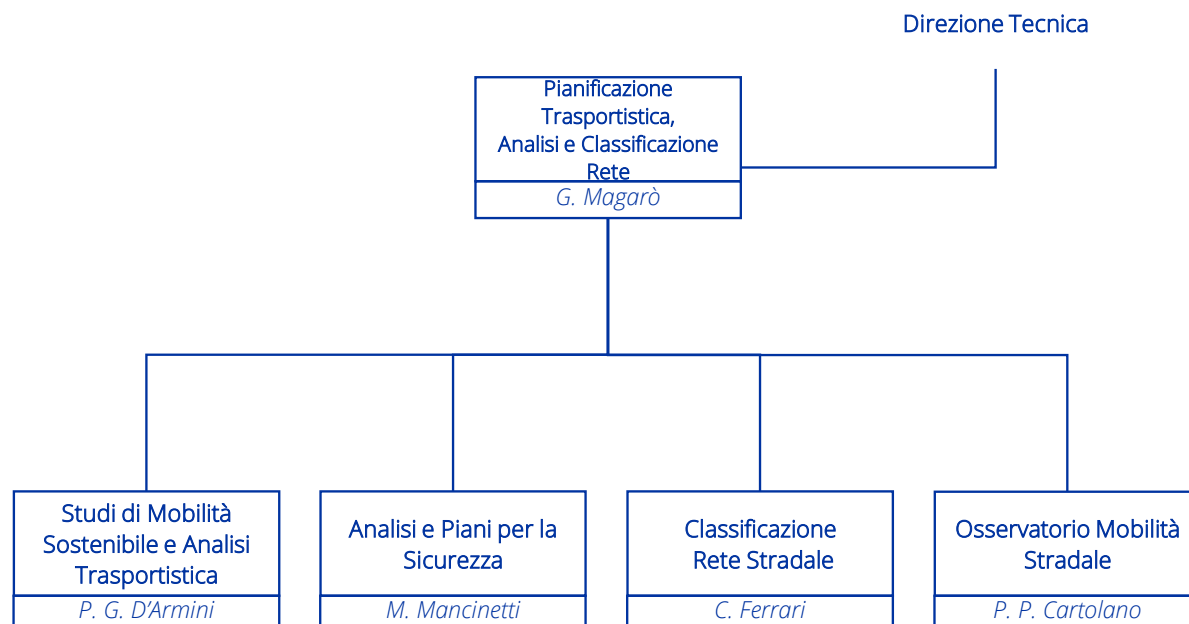 Direzione Tecnica
Pianificazione
Trasportistica,
Analisi e Classificazione
Rete
G. Magarò
Studi di Mobilità
Sostenibile e Analisi
Trasportistica
P. G. D’Armini
Analisi e Piani per la
Sicurezza
M. Mancinetti
Classificazione
Rete Stradale
C. Ferrari
Osservatorio Mobilità
Stradale
P. P. Cartolano